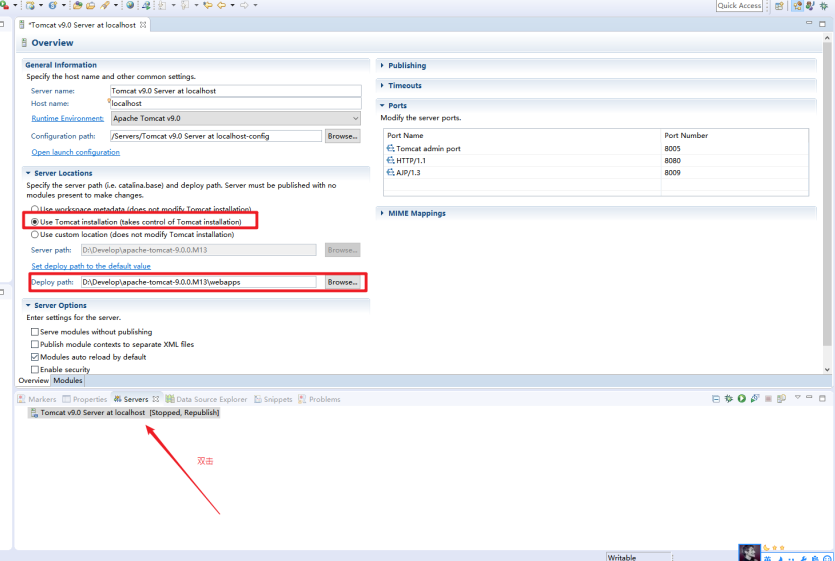 Quick Access
*Tomcat v9.0 Server at localhost
Overview
General Information
Specify the host name and other common settings.
Server name: Tomcat v9.0 Server at localhost
Host name: localhost
Runtime Environment: Apache Tomcat v9.0
Configuration path: /Servers/Tomcat v9.0 Server at localhost-config Browse...
Open launch configuration
Server Locations
Specify the server path (i.e. catalina.base) and deploy path. Server must be published with no
modules present to make changes.
Use workspace metadata (does not modify Tomcat installation)
Use Tomcat installation (takes control of Tomcat installation)
Use custom location (does not modify Tomcat installation)
Server path: D:\Develop\apache-tomcat-9.0.0.M13 Browse...
Set deploy path to the default value
Deploy path: D:\Develop\apache-tomcat-9.0.0.M13\webapps Browse...
Server Options
Enter settings for the server.
Serve modules without publishing
Publish module contexts to separate XML files
Modules auto reload by default
Enable security
Publishing
Timeouts
Ports
Modify the server ports.
Port Name Port Number
Tomcat admin port 8005
HTTP/1.1 8080
AJP/1.3 8009
MIME Mappings
Overview Modules
Markers Properties Servers Data Source Explorer Snippets Problems
Tomcat v9.0 Server at localhost [Stopped, Republish]
双击
Writable
英